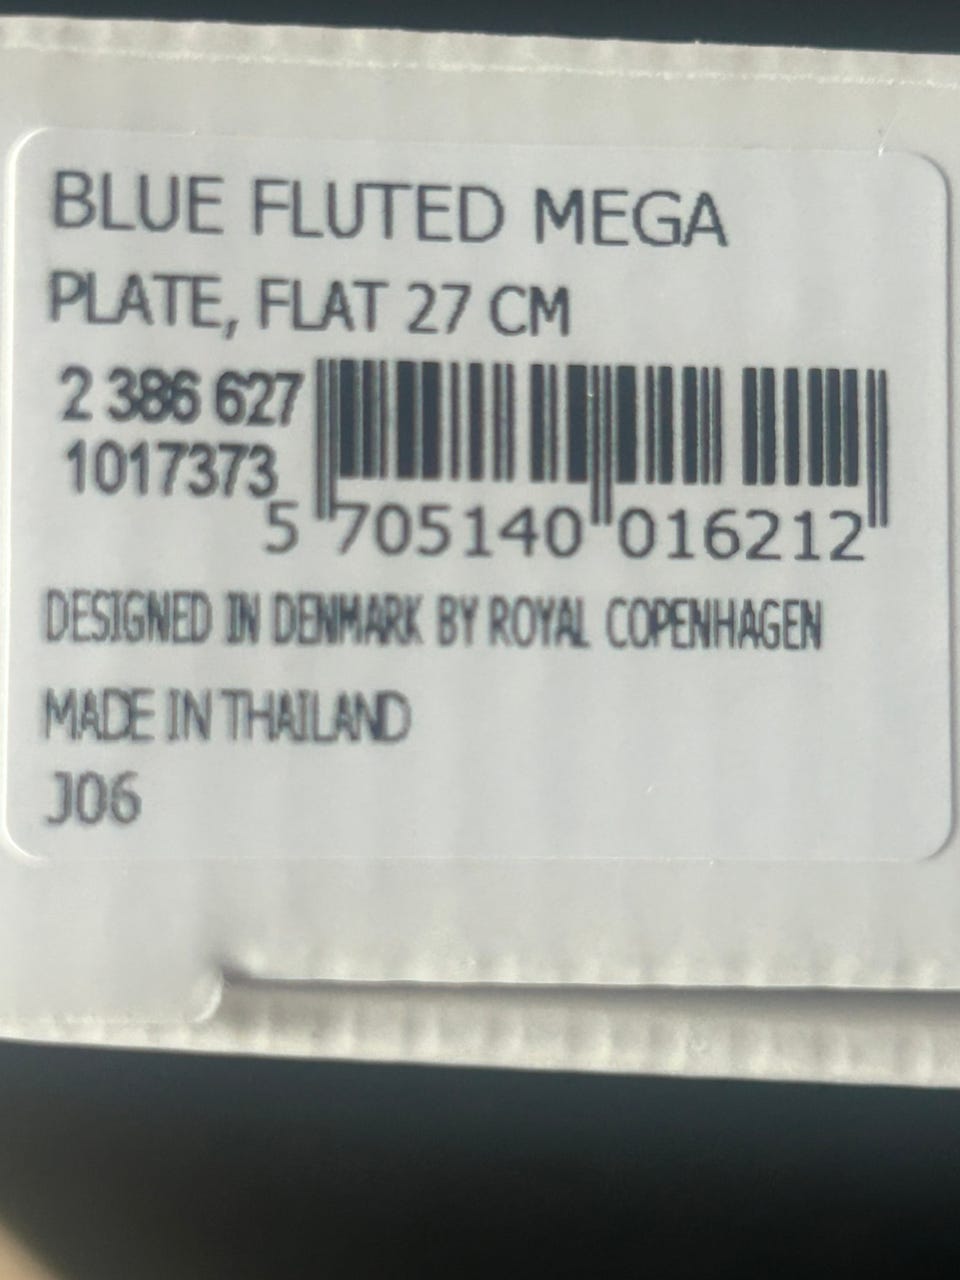 BLUE FLUTED MEGA
PLATE, FLAT 27 CM
2 386 627
1017373
5 705140 016212
DESIGNED IN DENMARK BY ROYAL COPENHAGEN
MADE IN THAILAND
J06